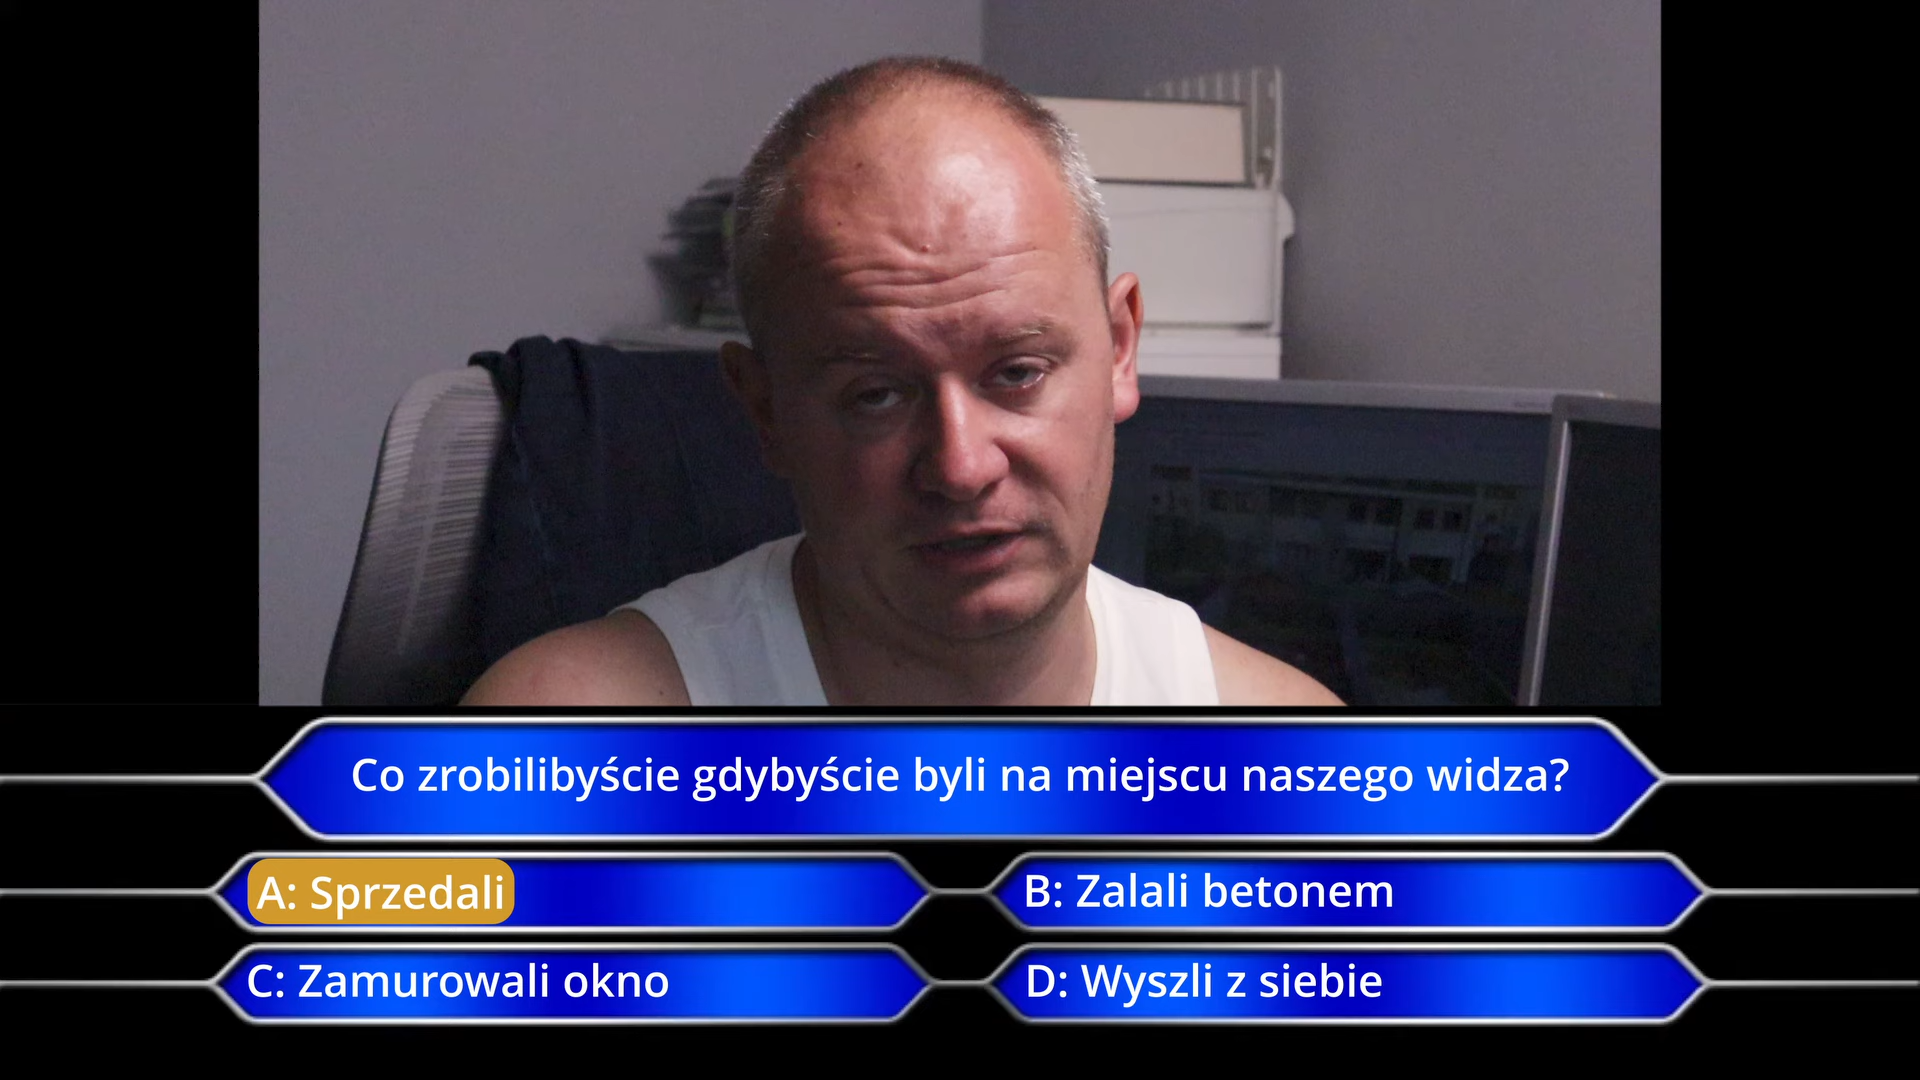 Co zrobilibyście gdybyście byli na miejscu naszego widza?
A: Sprzedali
B: Zalali betonem
C: Zamurowali okno
D: Wyszli z siebie